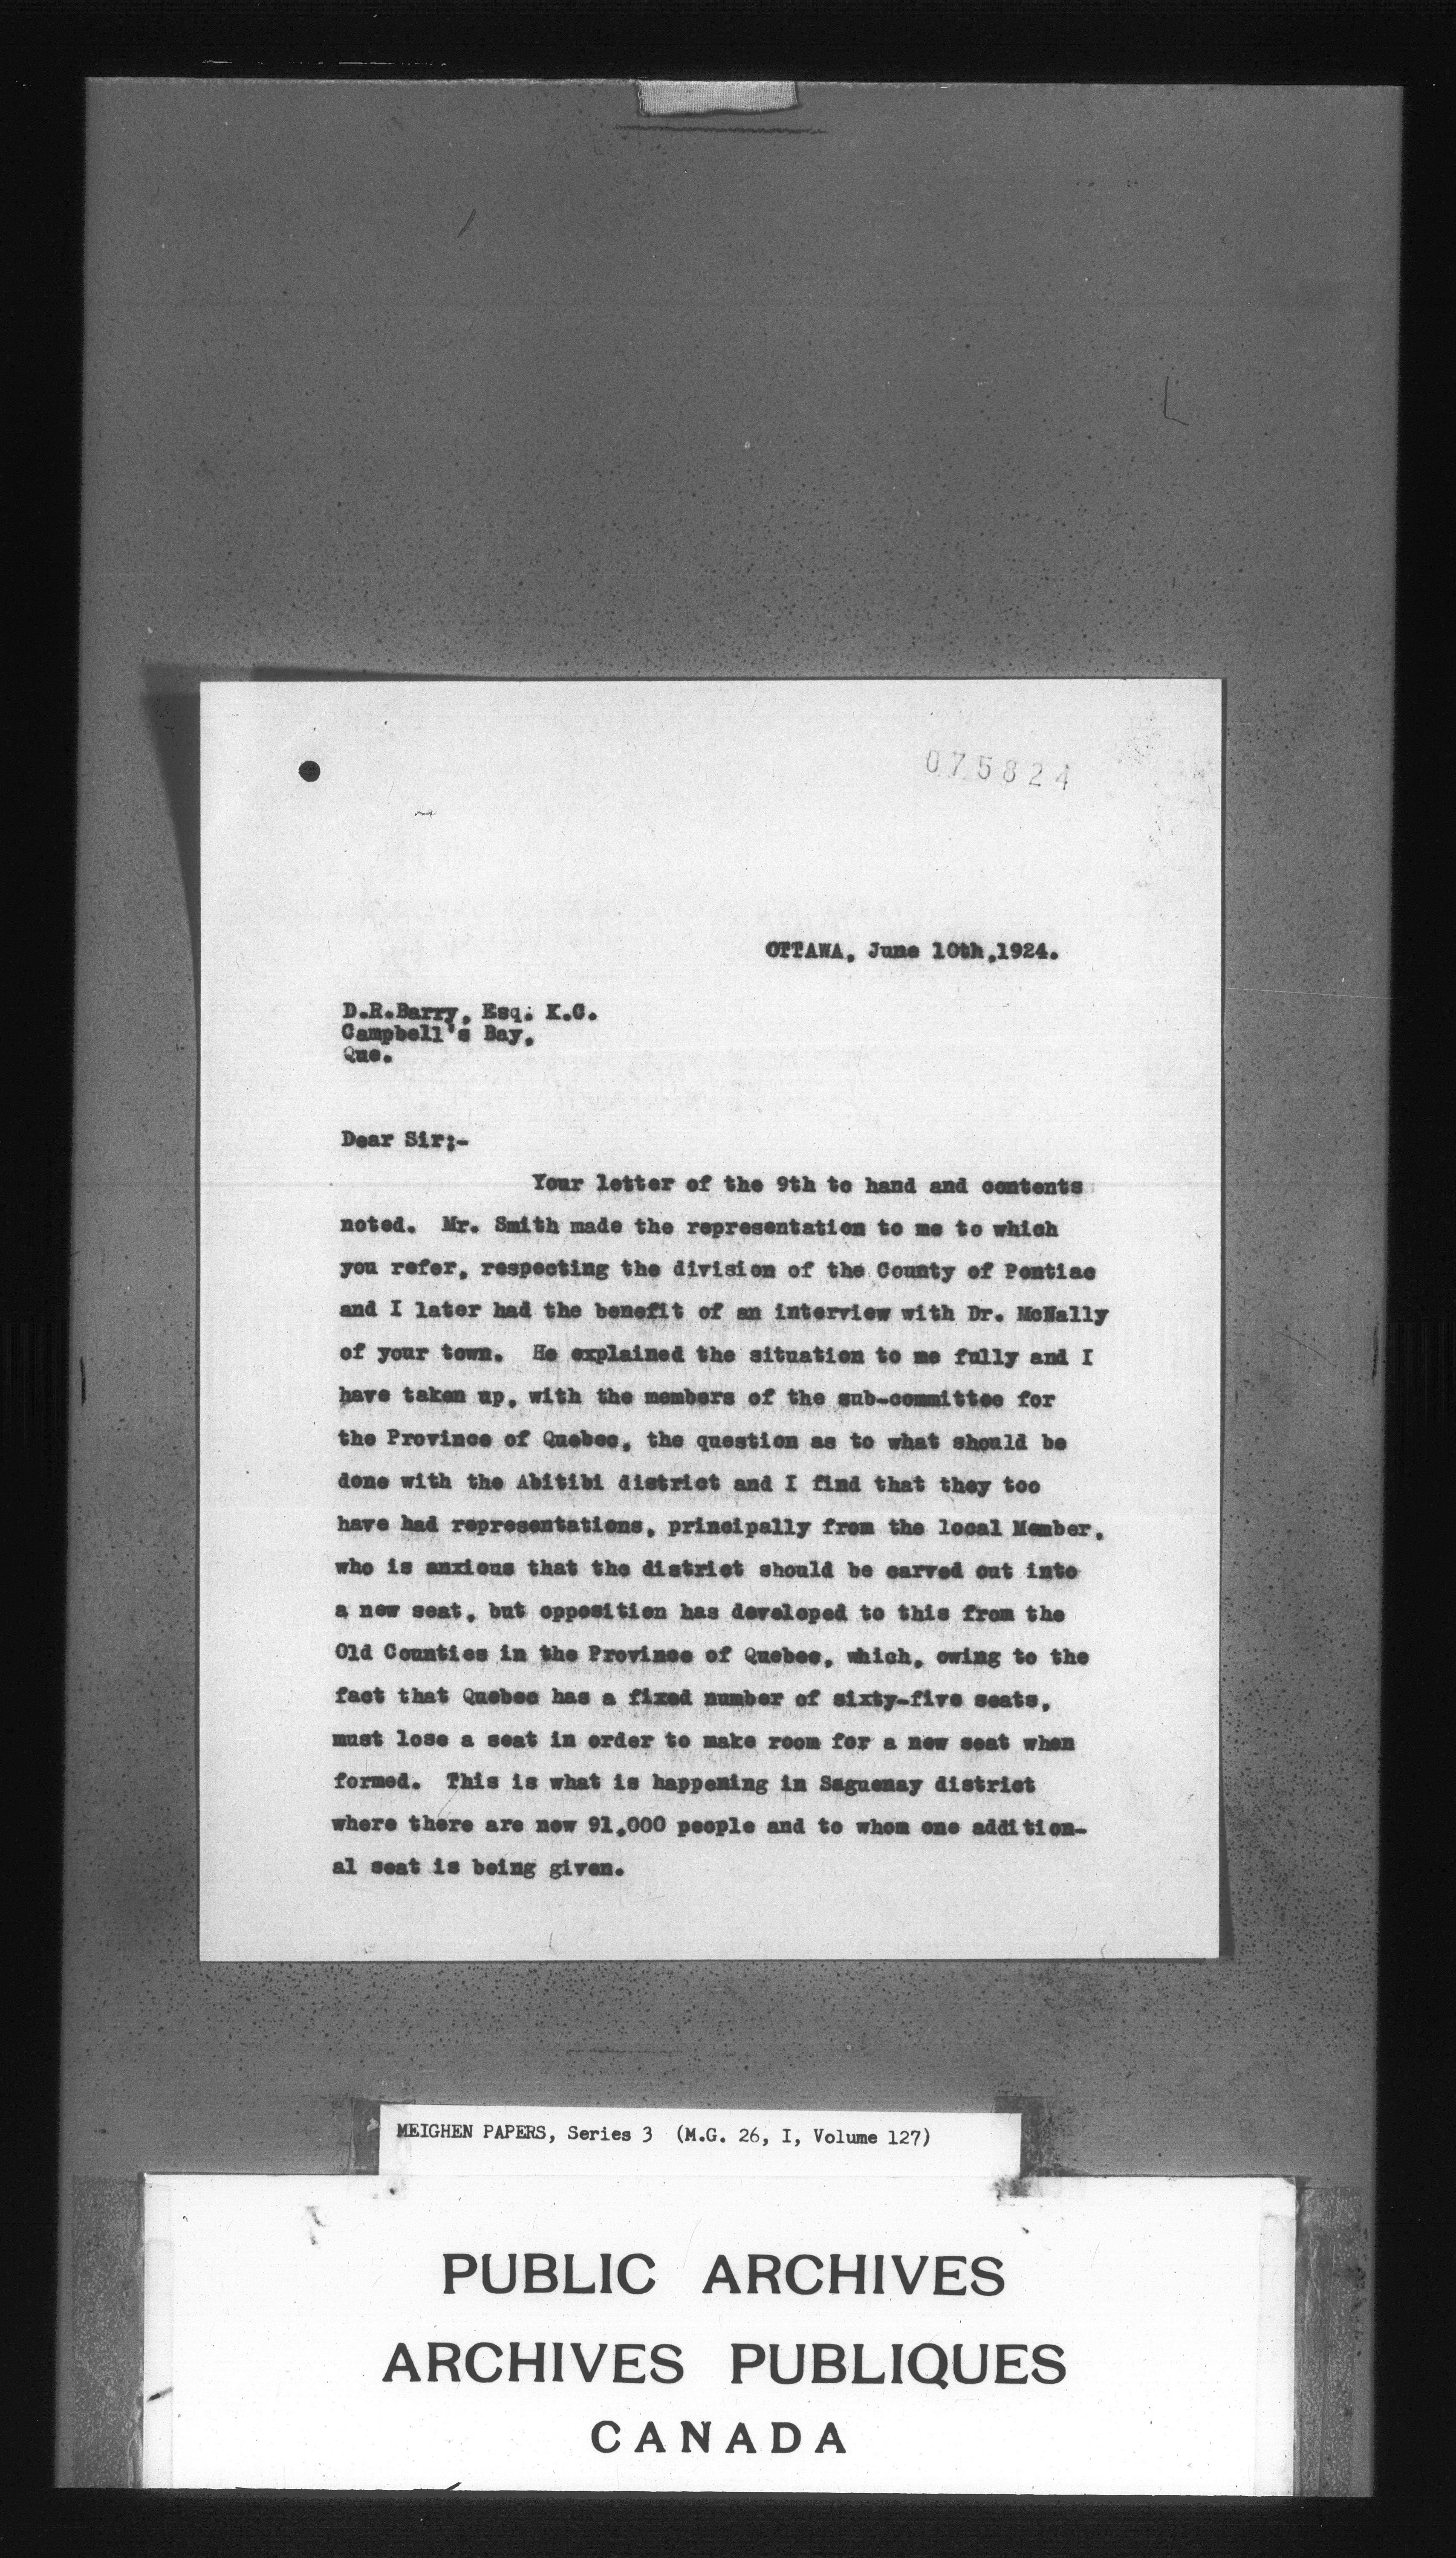 075824
OTTAWA, June 10th,1924.
D.R.Barry, Esq. K.C.
Campbell's Bay,
Que.
Dear Sir;-
Your letter of the 9th to hand and contents
noted. Mr. Smith made the representation to me to which
you refer, respecting the division of the County of Pontiac
and I later had the benefit of an interview with Dr. McNally
of your town. He explained the situation to me fully and I
have taken up, with the members of the sub-committee for
the Province of Quebec, the question as to what should be
done with the Abitibi district and I find that they too
have had representations, principally from the local Member,
who is anxious that the district should be carved out into
a new seat, but opposition has developed to this from the
Old Counties in the Province of Quebec, which, owing to the
fact that Quebec has a fixed number of sixty-five seats,
must lose a seat in order to make room for a new seat when
formed. This is what is happening in Saguenay district
where there are now 91,000 people and to whom one addition-
al seat is being given.
MEIGHEN PAPERS, Series 3 (M.G. 26, I, Volume 127)
PUBLIC ARCHIVES
ARCHIVES PUBLIQUES
CANADA